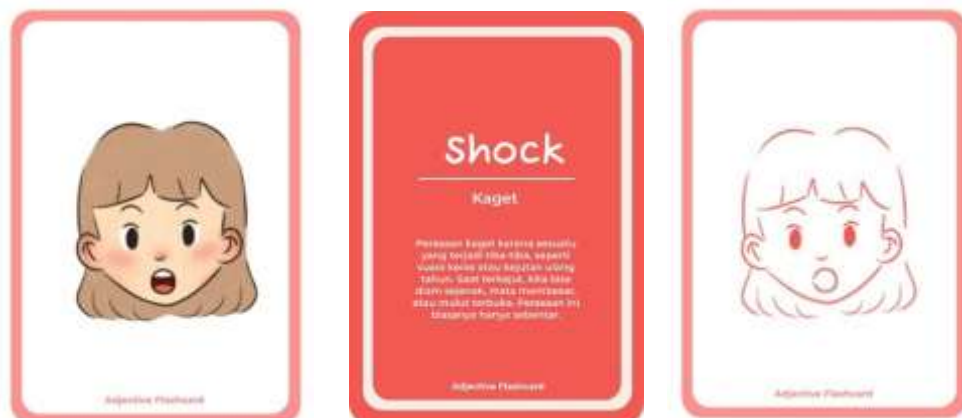 Adjective Flashcard
Shock
Kaget
Perasaan kaget karena sesuatu
yang terjadi tiba-tiba, seperti
suara keras atau kejutan ulang
tahun. Saat terkejut, kita bisa
diam sejenak, mata membesar,
atau mulut terbuka. Perasaan ini
biasanya hanya sebentar.
Adjective Flashcard
Adjective Flashcard